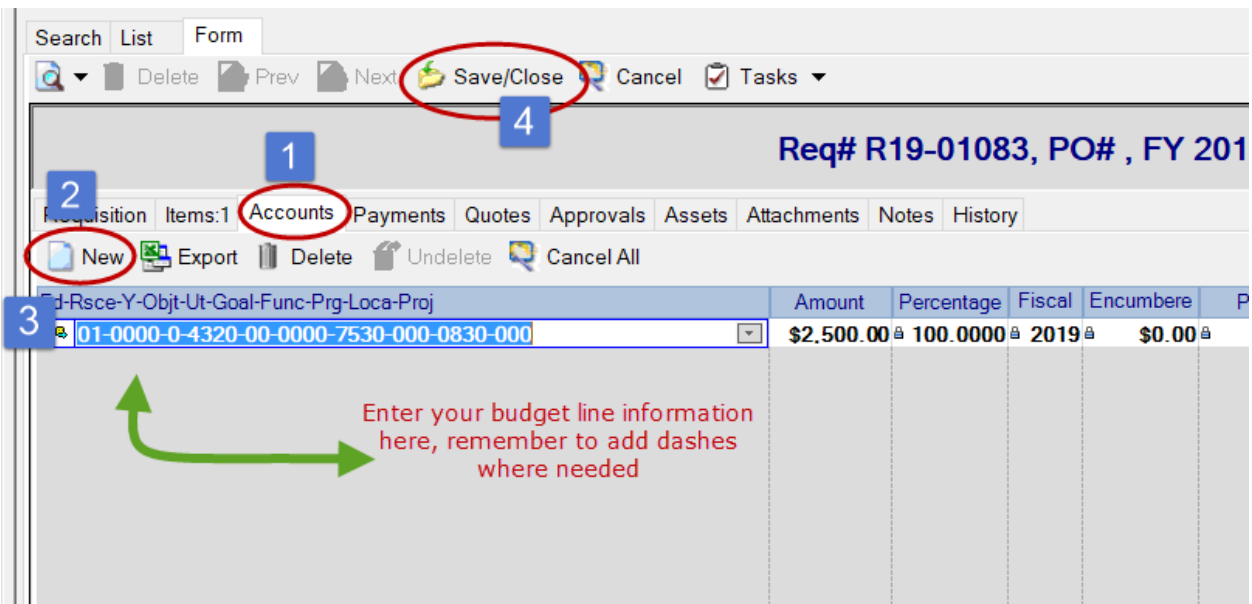 Search List Form
Delete Prev Next Save/Close Cancel Tasks
4
1
Req# R19-01083, PO# , FY 201
2
Requisition Items:1 Accounts Payments Quotes Approvals Assets Attachments Notes History
New Export Delete Undelete Cancel All
3
Fd-Rsce-Y-Objt-Ut-Goal-Func-Prg-Loca-Proj Amount Percentage Fiscal Encumbere P
01-0000-0-4320-00-0000-7530-000-0830-000 $2,500.00 100.0000 2019 $0.00
Enter your budget line information
here, remember to add dashes
where needed